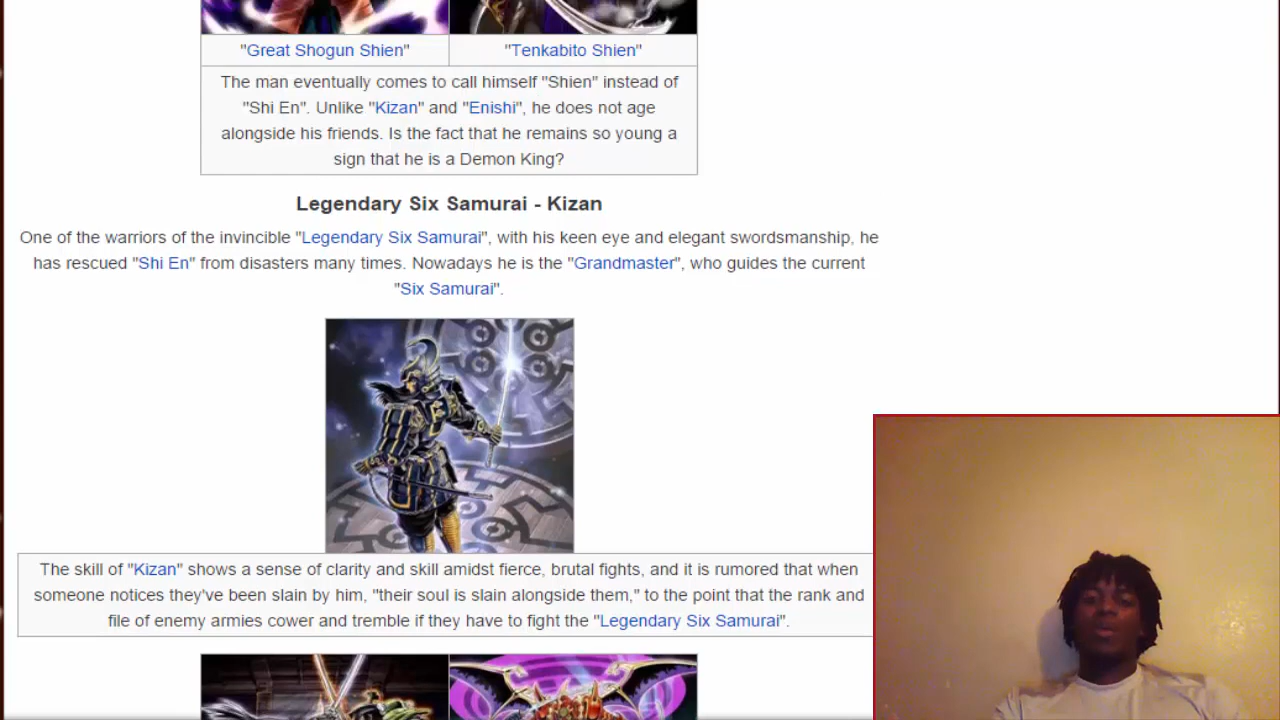 "Great Shogun Shien"
"Tenkabito Shien"
The man eventually comes to call himself "Shien" instead of
"Shi En". Unlike "Kizan" and "Enishi", he does not age
alongside his friends. Is the fact that he remains so young a
sign that he is a Demon King?
Legendary Six Samurai - Kizan
One of the warriors of the invincible "Legendary Six Samurai", with his keen eye and elegant swordsmanship, he
has rescued "Shi En" from disasters many times. Nowadays he is the "Grandmaster", who guides the current
"Six Samurai".
The skill of "Kizan" shows a sense of clarity and skill amidst fierce, brutal fights, and it is rumored that when
someone notices they've been slain by him, "their soul is slain alongside them," to the point that the rank and
file of enemy armies cower and tremble if they have to fight the "Legendary Six Samurai".